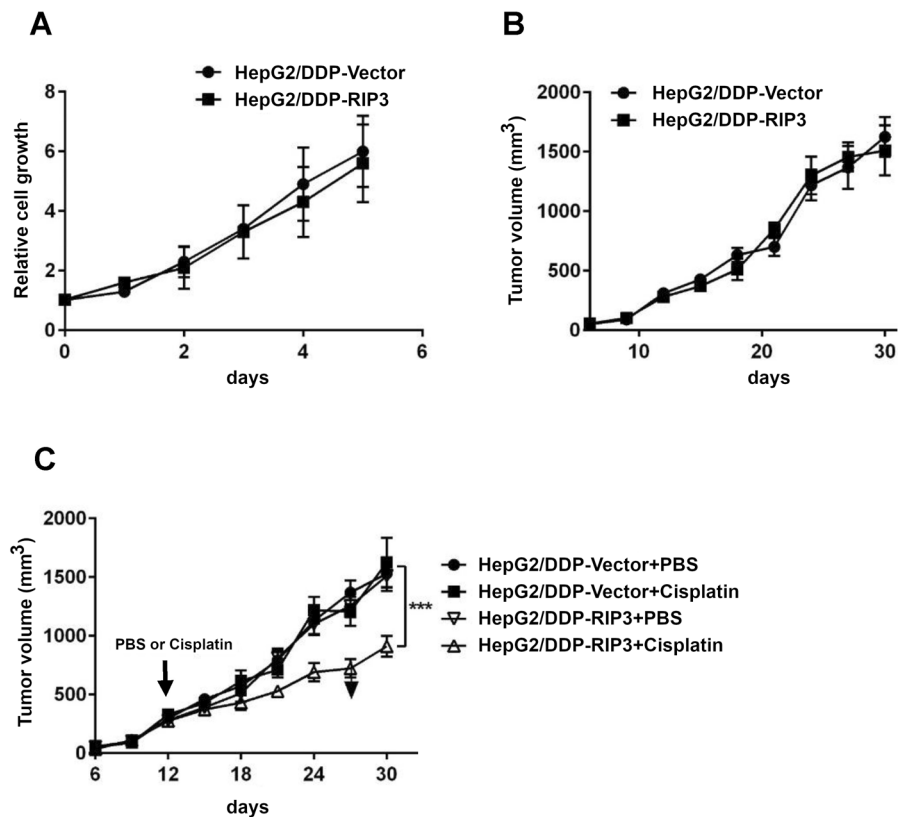 A
HepG2/DDP-Vector
HepG2/DDP-RIP3
Relative cell growth
8
6
4
2
0
0 2 4 6
days
B
HepG2/DDP-Vector
HepG2/DDP-RIP3
Tumor volume (mm³)
2000
1500
1000
500
0
10 20 30
days
C
Tumor volume (mm³)
2000
1500
1000
500
0
PBS or Cisplatin
***
HepG2/DDP-Vector+PBS
HepG2/DDP-Vector+Cisplatin
HepG2/DDP-RIP3+PBS
HepG2/DDP-RIP3+Cisplatin
6 12 18 24 30
days